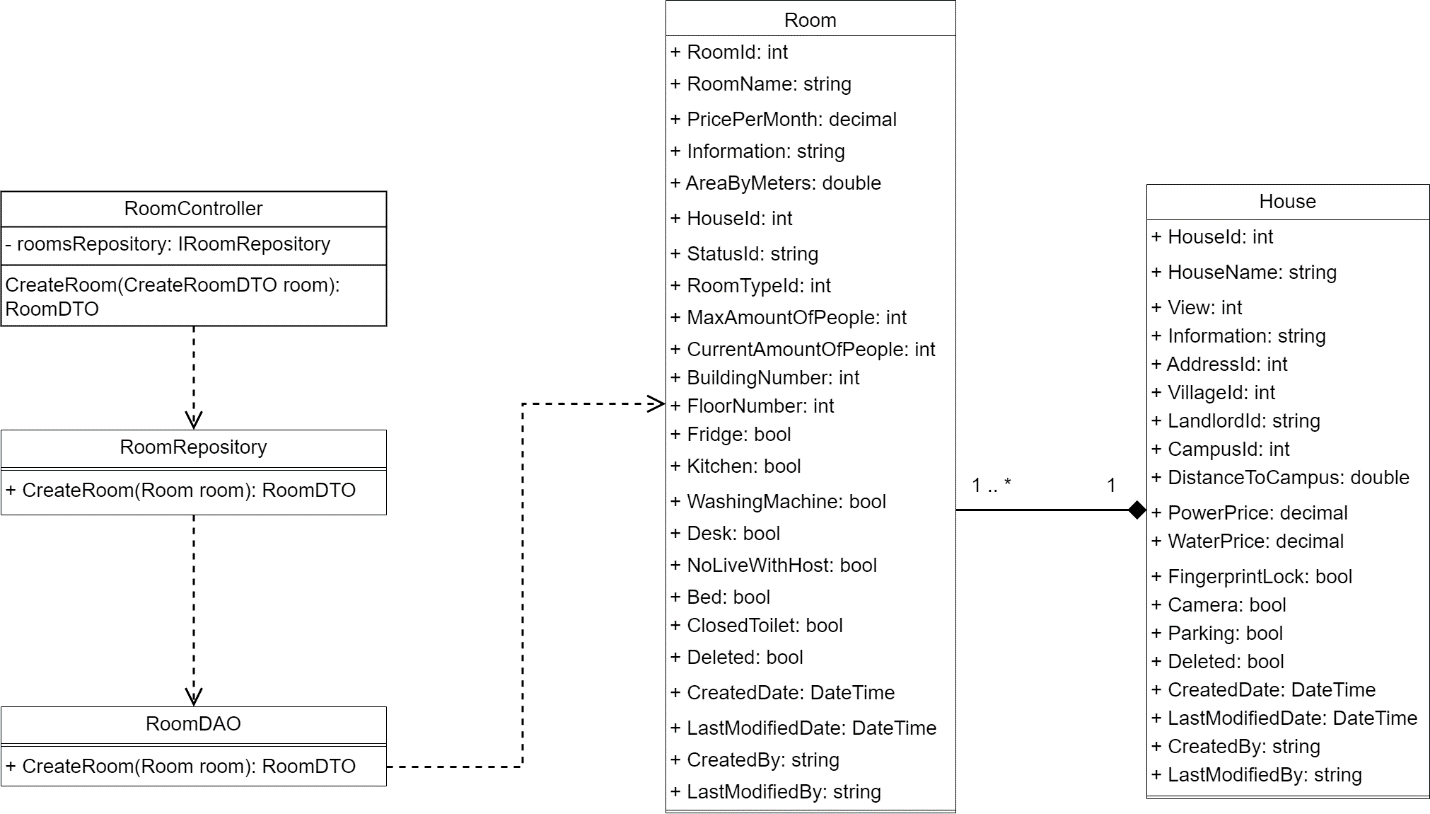 RoomController
- roomsRepository: IRoomRepository
CreateRoom(CreateRoomDTO room):
RoomDTO
RoomRepository
+ CreateRoom(Room room): RoomDTO
RoomDAO
+ CreateRoom(Room room): RoomDTO
Room
+ RoomId: int
+ RoomName: string
+ PricePerMonth: decimal
+ Information: string
+ AreaByMeters: double
+ HouseId: int
+ StatusId: string
+ RoomTypeId: int
+ MaxAmountOfPeople: int
+ CurrentAmountOfPeople: int
+ BuildingNumber: int
+ FloorNumber: int
+ Fridge: bool
+ Kitchen: bool
+ WashingMachine: bool
+ Desk: bool
+ NoLiveWithHost: bool
+ Bed: bool
+ ClosedToilet: bool
+ Deleted: bool
+ CreatedDate: DateTime
+ LastModifiedDate: DateTime
+ CreatedBy: string
+ LastModifiedBy: string
1 .. *
1
House
+ HouseId: int
+ HouseName: string
+ View: int
+ Information: string
+ AddressId: int
+ VillageId: int
+ LandlordId: string
+ CampusId: int
+ DistanceToCampus: double
+ PowerPrice: decimal
+ WaterPrice: decimal
+ FingerprintLock: bool
+ Camera: bool
+ Parking: bool
+ Deleted: bool
+ CreatedDate: DateTime
+ LastModifiedDate: DateTime
+ CreatedBy: string
+ LastModifiedBy: string